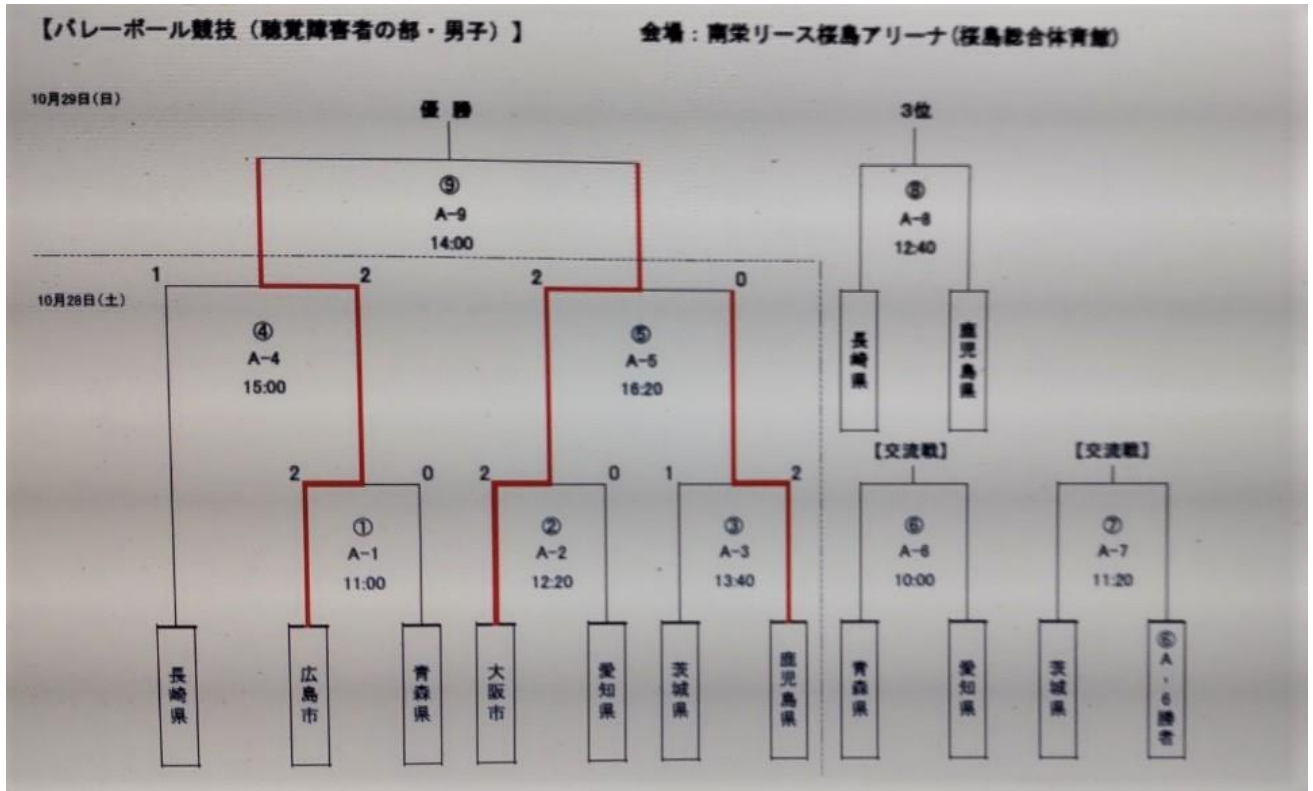 【バレーボール競技（聴覚障害者の部・男子）】 会場：南栄リース桜島アリーナ(桜島総合体育館)
10月29日(日)
優勝
3位
⑨
A-9
14:00
⑧
A-8
12:40
長崎県
鹿児島県
10月28日(土)
1 2 2 0
④
A-4
15:00
⑤
A-5
16:20
2 0 2 0 1 2
①
A-1
11:00
②
A-2
12:20
③
A-3
13:40
【交流戦】
⑥
A-6
10:00
【交流戦】
⑦
A-7
11:20
長崎県
広島市
青森県
大阪市
愛知県
茨城県
鹿児島県
青森県
愛知県
茨城県
⑥A-6勝者